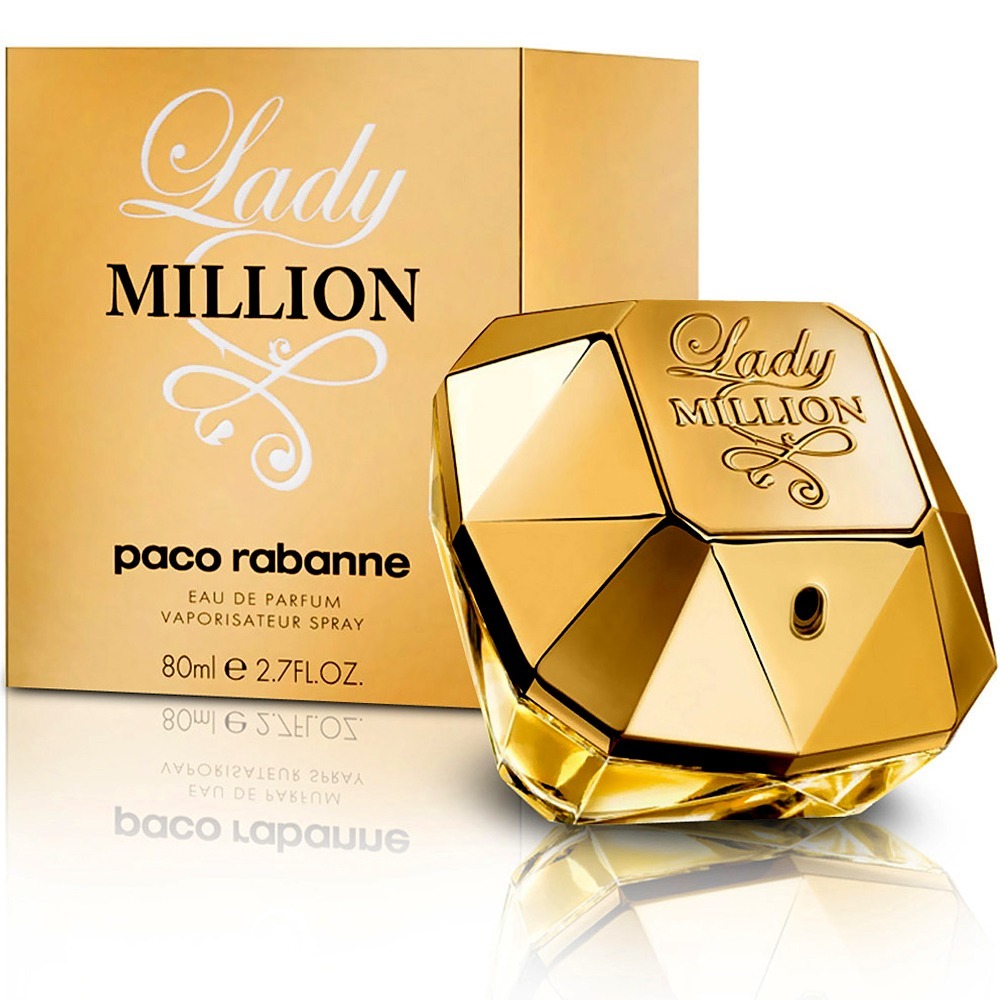 Lady
MILLION
paco rabanne
EAU DE PARFUM
VAPORISATEUR SPRAY
80ml e 2.7FL.OZ.
Lady
MILLION